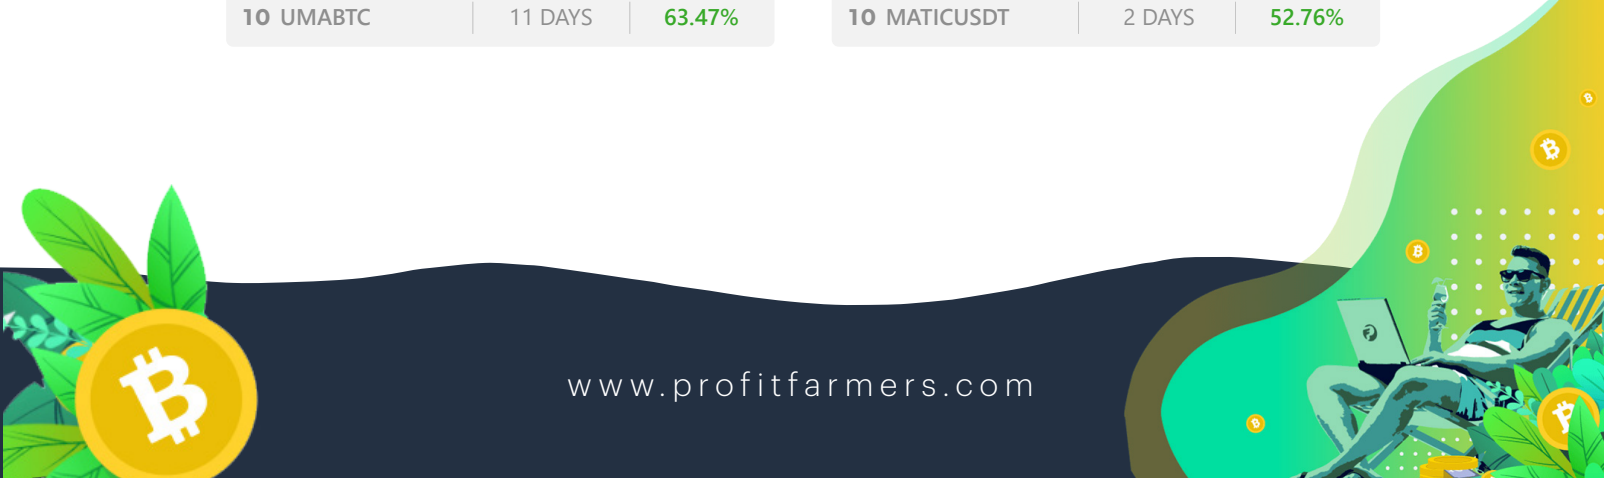 10 UMABTC 11 DAYS 63.47%
10 MATICUSDT 2 DAYS 52.76%
www.profitfarmers.com